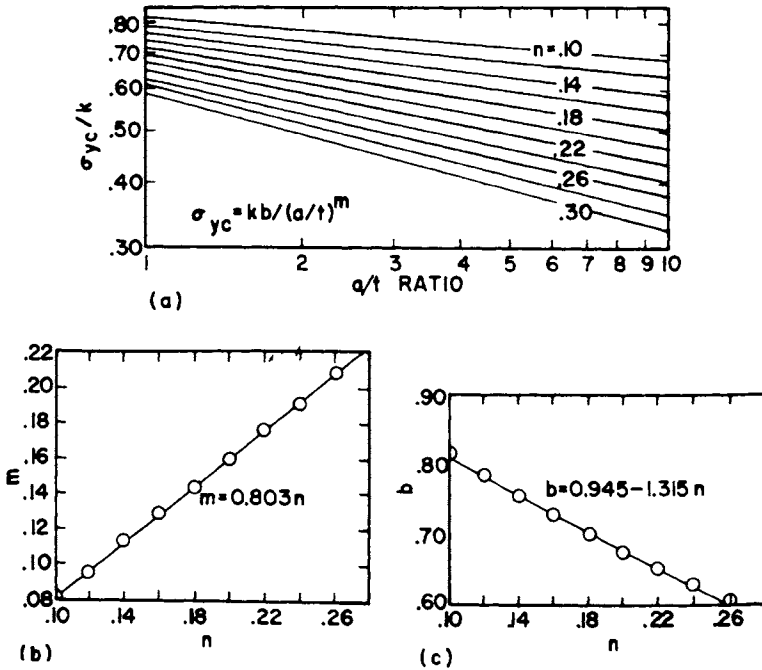 .80
.70
.60
.50
.40
.30
σyc/k
n=.10
.14
.18
.22
.26
.30
σyc=kb/(a/t)^m
1 2 3 4 5 6 7 8 9 10
a/t RATIO
(a)
.22
.20
.18
.16
.14
.12
.10
.08
m
m=0.803n
.10 .14 .18 .22 .26
n
(b)
.90
.80
.70
.60
b
b=0.945-1.315n
.10 .14 .18 .22 .26
n
(c)